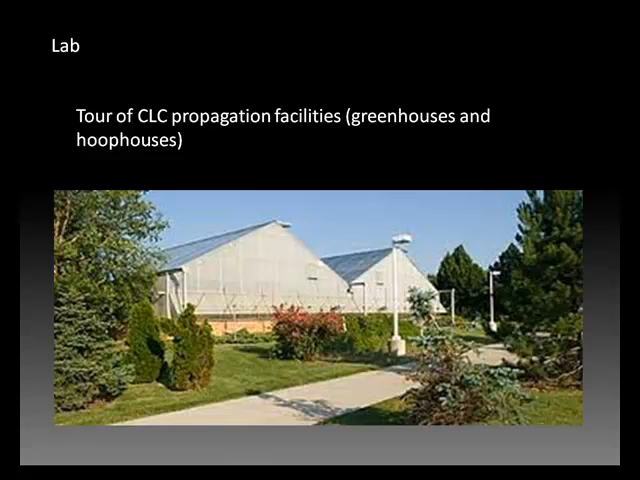 Lab
Tour of CLC propagation facilities (greenhouses and
hoophouses)